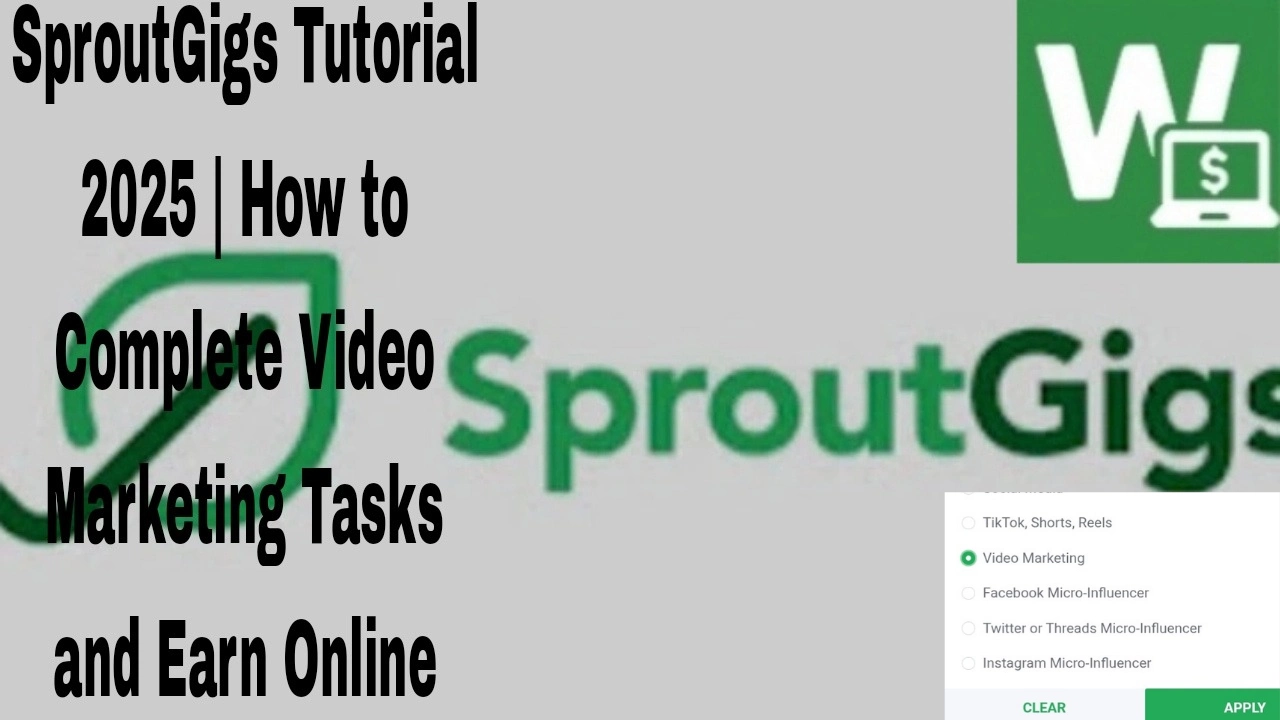 SproutGigs Tutorial
2025 | How to
Complete Video
Marketing Tasks
and Earn Online
W
$
SproutGigs
TikTok, Shorts, Reels
Video Marketing
Facebook Micro-Influencer
Twitter or Threads Micro-Influencer
Instagram Micro-Influencer
CLEAR
APPLY